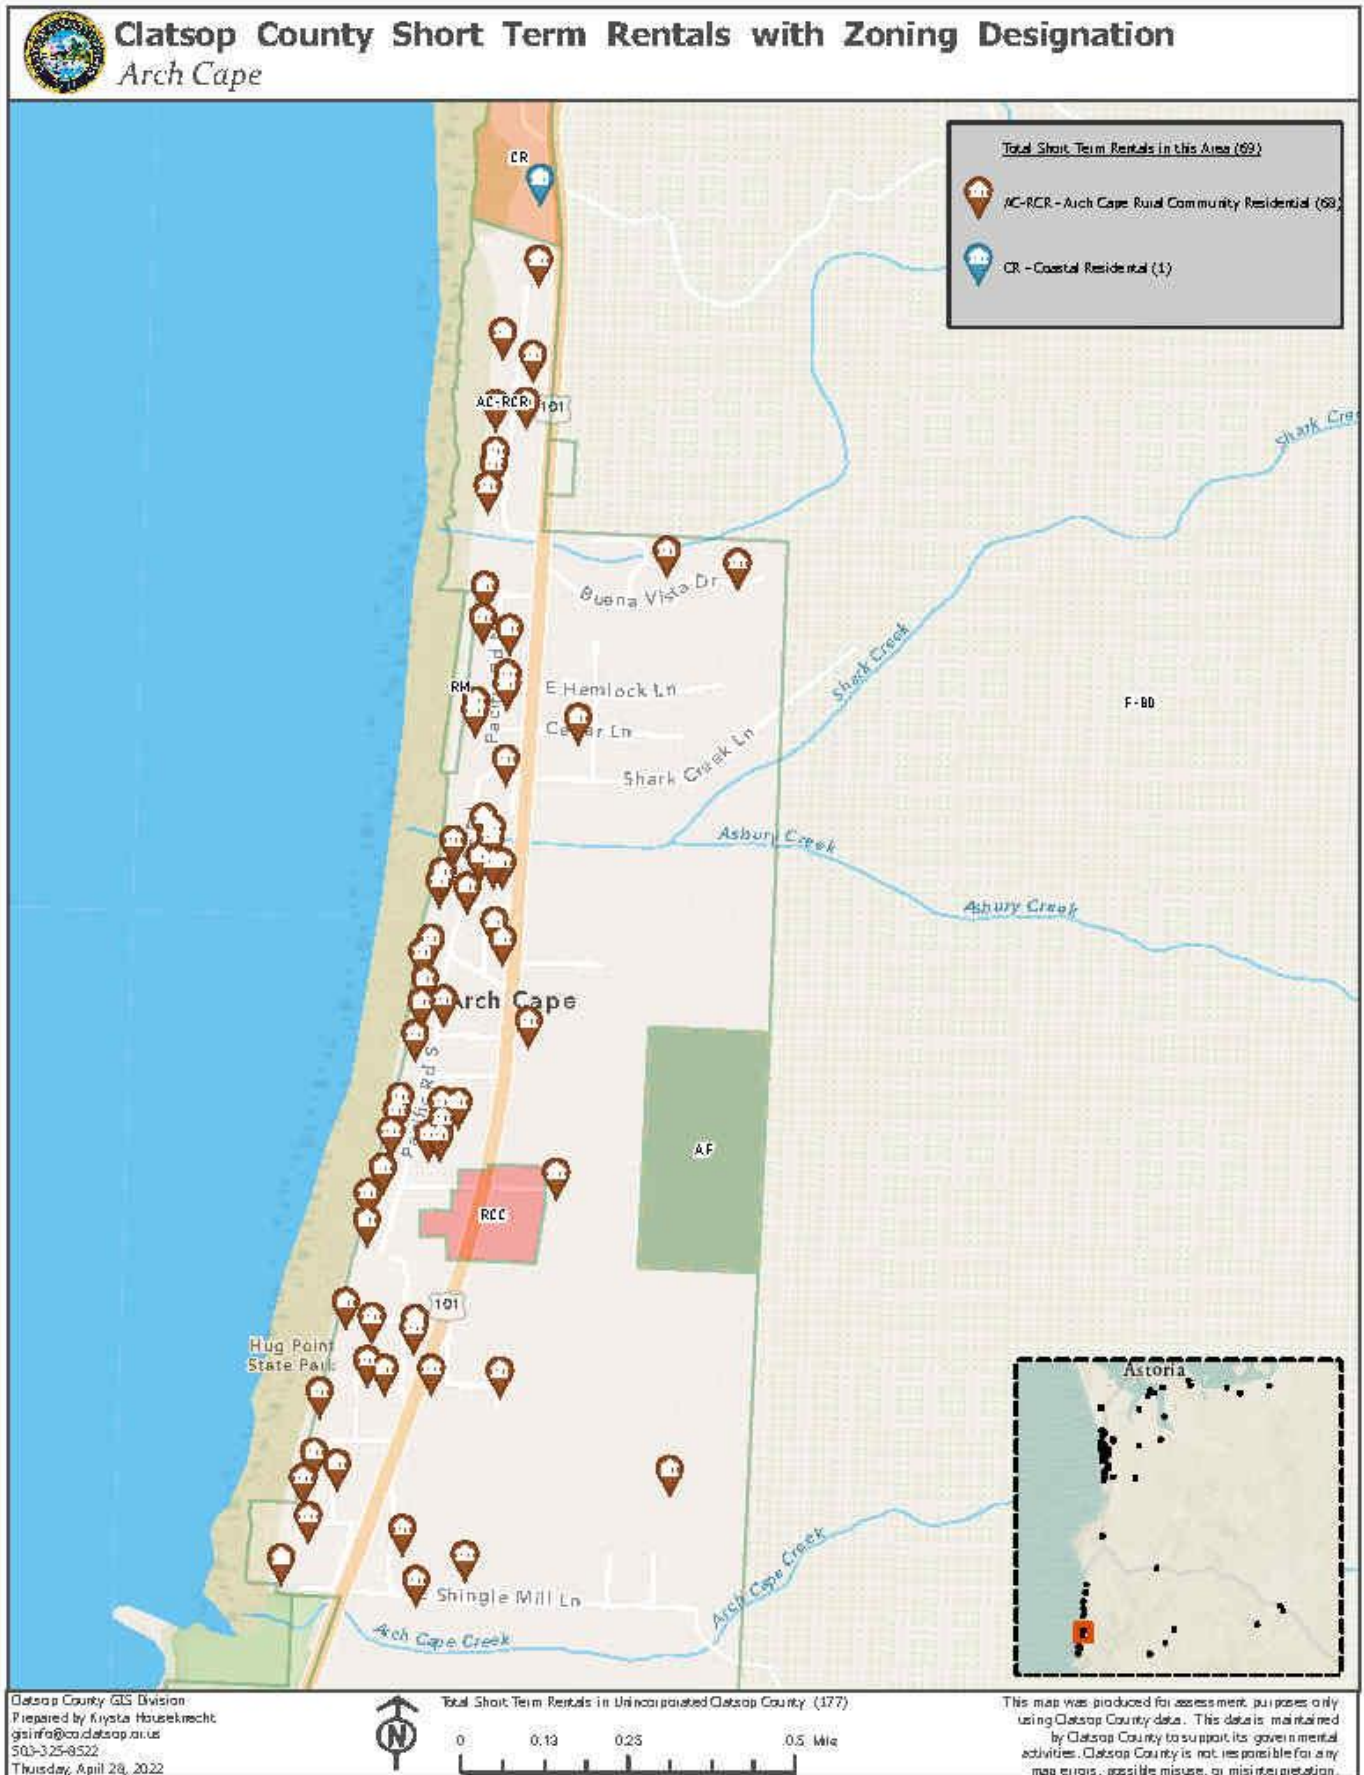 Clatsop County Short Term Rentals with Zoning Designation
Arch Cape
Total Short Term Rentals in this Area (69)
AC-RCR - Arch Cape Rural Community Residential (68)
CR - Coastal Residental (1)
CR
AC-RCR
101
Shark Cree
Buena Vista Dr
Shark Creek
RM
E Hemlock Ln
F-80
Pacific
Cedar Ln
Shark Creek Ln
Asbury Creek
Asbury Creek
Arch Cape
Pacific Rd S
AF
RCC
101
Hug Point
State Park
Astoria
Shingle Mill Ln
Arch Cape Creek
Arch Cape Creek
Clatsop County GIS Division
Prepared by Krysta Houseknecht
gisinfo@co.clatsop.or.us
503-325-8522
Thursday, April 28, 2022
N
Total Short Term Rentals in Unincorporated Clatsop County (177)
0 0.13 0.25 0.5 Mile
This map was produced for assessment purposes only
using Clatsop County data. This data is maintained
by Clatsop County to support its governmental
activities. Clatsop County is not responsible for any
map errors, possible misuse, or misinterpretation.